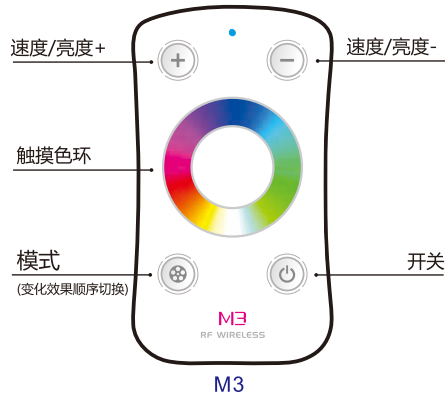 速度/亮度+
速度/亮度-
触摸色环
模式
(变化效果顺序切换)
开关
M3
RF WIRELESS
M3